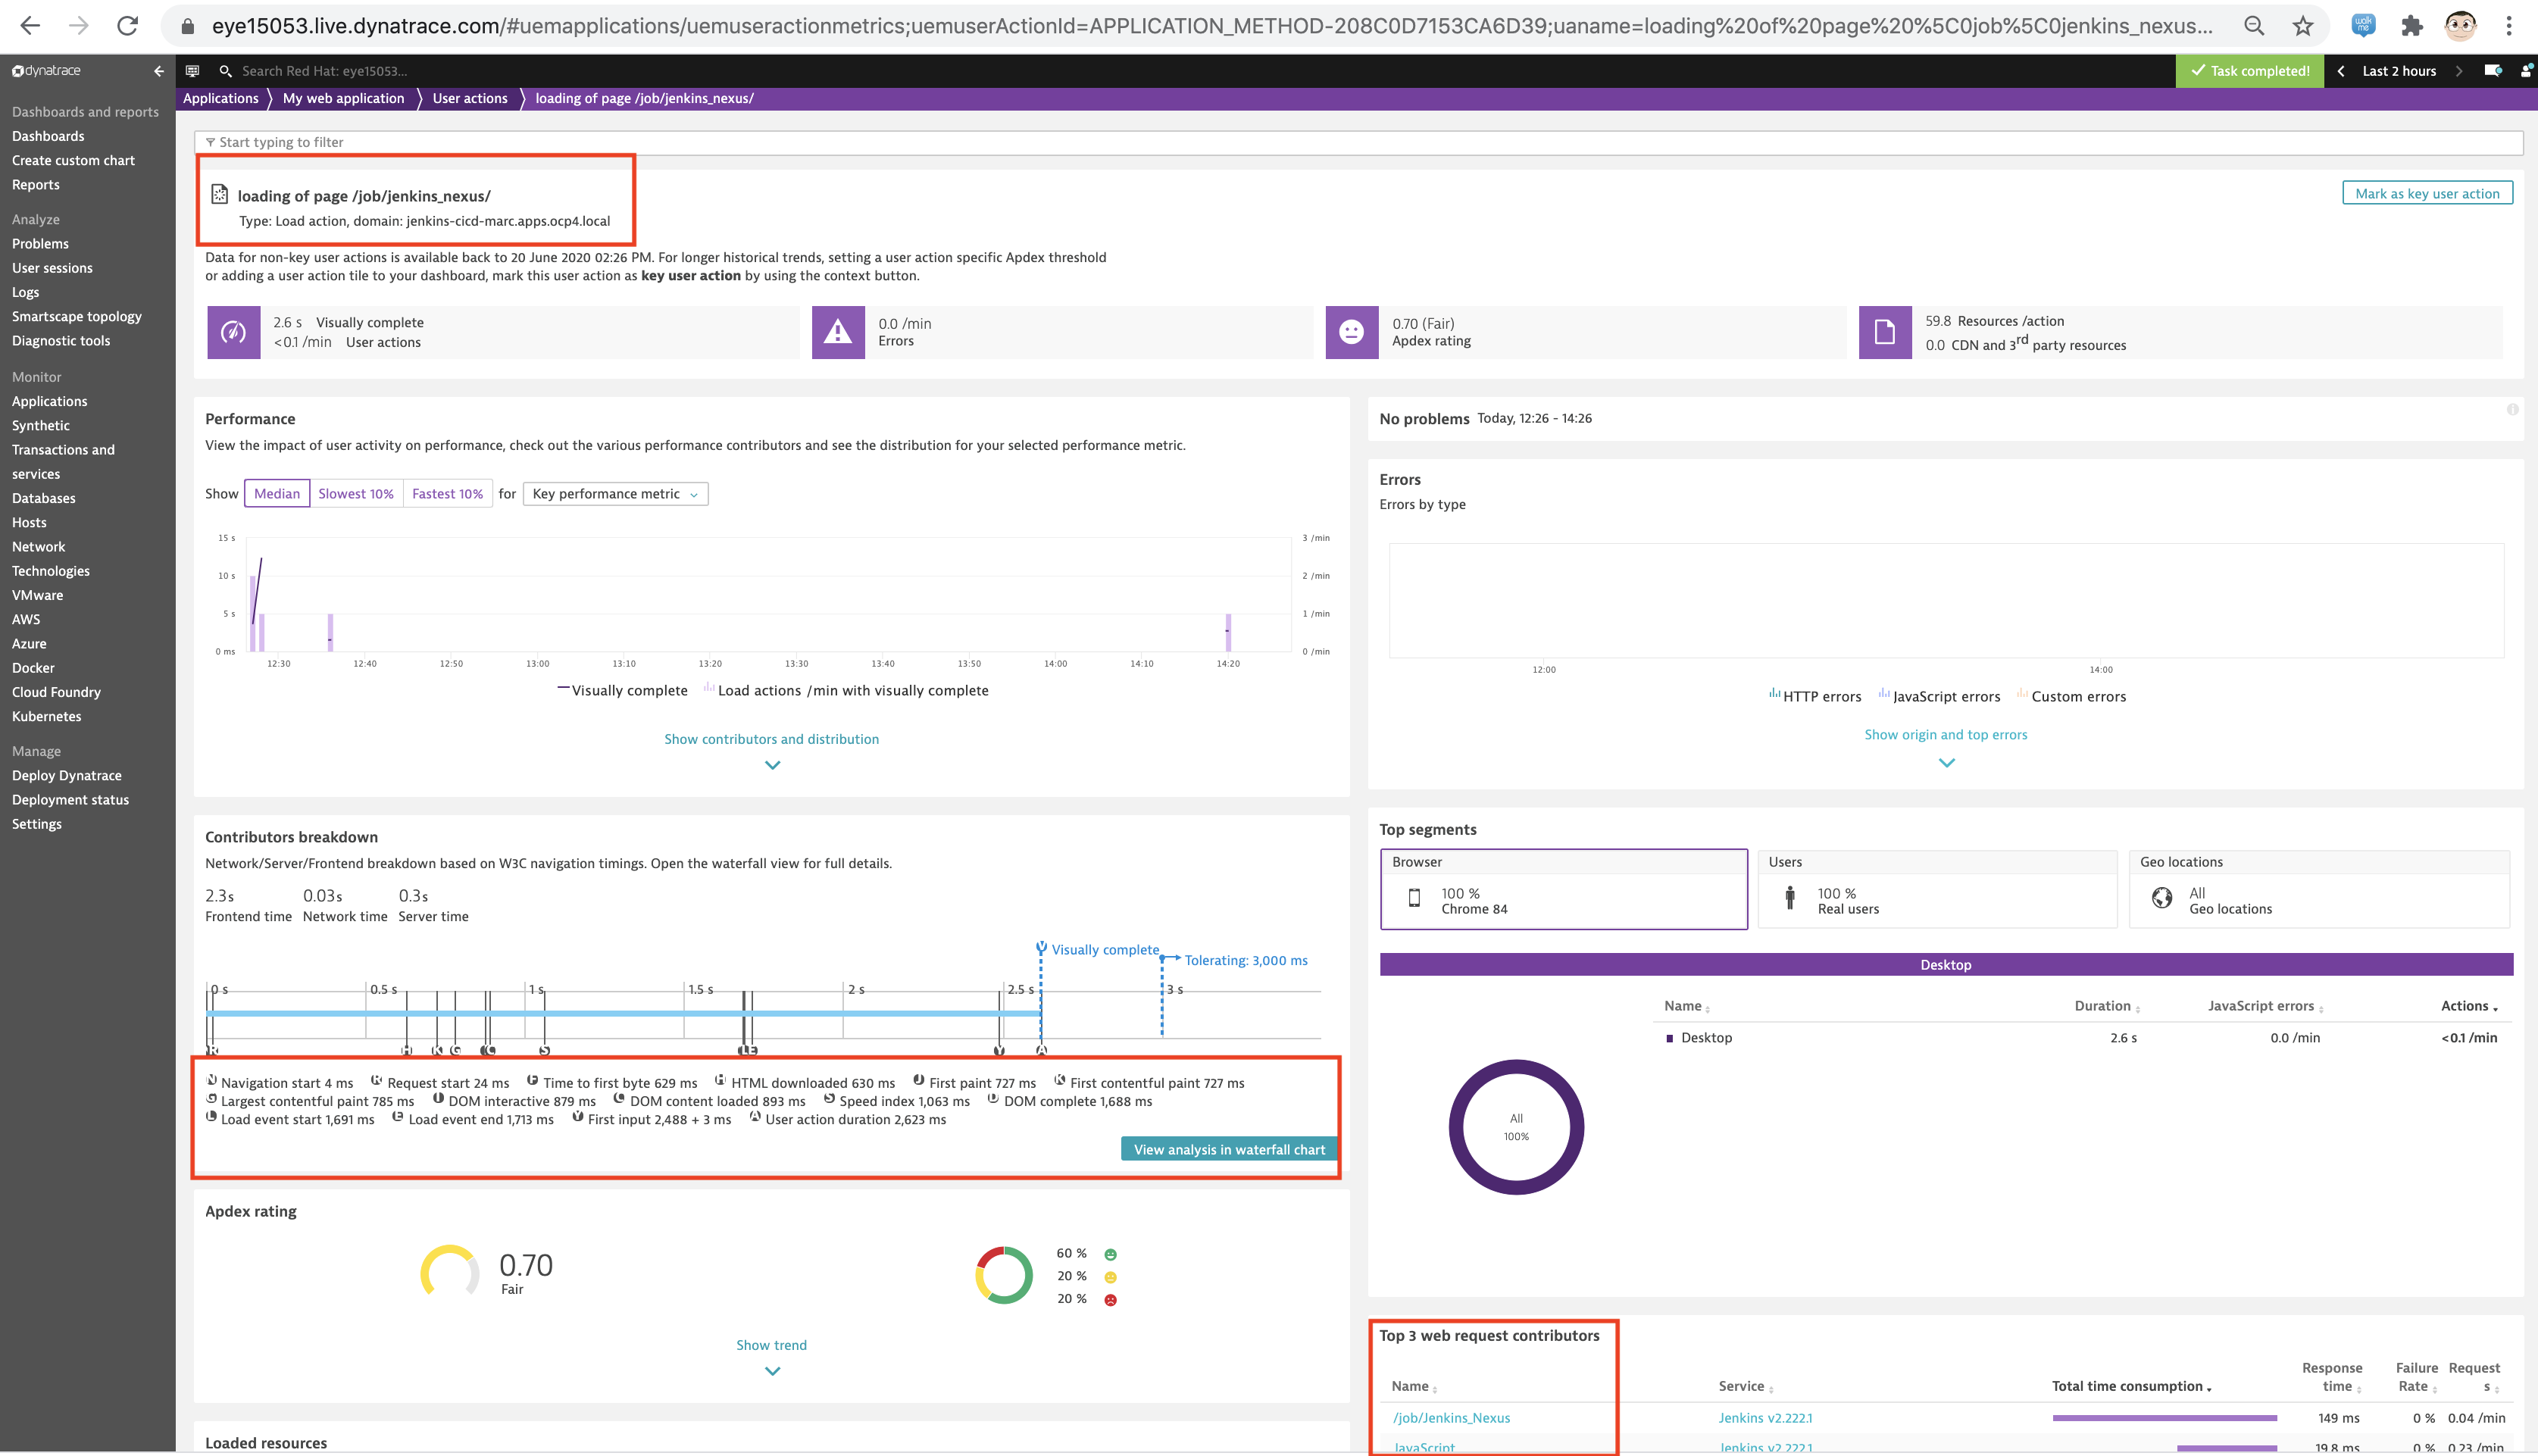 eye15053.live.dynatrace.com/#uemapplications/uemuseractionmetrics;uemuserActionId=APPLICATION_METHOD-208C0D7153CA6D39;uaname=loading%20of%20page%20%5C0job%5C0jenkins_nexus...
walk me
dynatrace
Search Red Hat: eye15053...
Task completed!
Last 2 hours
Applications
My web application
User actions
loading of page /job/jenkins_nexus/
Dashboards and reports
Dashboards
Create custom chart
Reports
Analyze
Problems
User sessions
Logs
Smartscape topology
Diagnostic tools
Monitor
Applications
Synthetic
Transactions and
services
Databases
Hosts
Network
Technologies
VMware
AWS
Azure
Docker
Cloud Foundry
Kubernetes
Manage
Deploy Dynatrace
Deployment status
Settings
Start typing to filter
loading of page /job/jenkins_nexus/
Type: Load action, domain: jenkins-cicd-marc.apps.ocp4.local
Mark as key user action
Data for non-key user actions is available back to 20 June 2020 02:26 PM. For longer historical trends, setting a user action specific Apdex threshold
or adding a user action tile to your dashboard, mark this user action as key user action by using the context button.
2.6 s Visually complete
<0.1 /min User actions
0.0 /min
Errors
0.70 (Fair)
Apdex rating
59.8 Resources /action
0.0 CDN and 3rd party resources
Performance
View the impact of user activity on performance, check out the various performance contributors and see the distribution for your selected performance metric.
Show Median Slowest 10% Fastest 10% for Key performance metric
15 s
10 s
5 s
0 ms
3 /min
2 /min
1 /min
0 /min
12:30 12:40 12:50 13:00 13:10 13:20 13:30 13:40 13:50 14:00 14:10 14:20
Visually complete Load actions /min with visually complete
Show contributors and distribution
No problems Today, 12:26 - 14:26
Errors
Errors by type
12:00 14:00
HTTP errors JavaScript errors Custom errors
Show origin and top errors
Contributors breakdown
Network/Server/Frontend breakdown based on W3C navigation timings. Open the waterfall view for full details.
2.3s 0.03s 0.3s
Frontend time Network time Server time
Visually complete
Tolerating: 3,000 ms
0 s 0.5 s 1 s 1.5 s 2 s 2.5 s 3 s
R H K G C S L E Y A
N Navigation start 4 ms R Request start 24 ms F Time to first byte 629 ms H HTML downloaded 630 ms J First paint 727 ms K First contentful paint 727 ms
G Largest contentful paint 785 ms I DOM interactive 879 ms C DOM content loaded 893 ms S Speed index 1,063 ms D DOM complete 1,688 ms
L Load event start 1,691 ms E Load event end 1,713 ms Y First input 2,488 + 3 ms A User action duration 2,623 ms
View analysis in waterfall chart
Top segments
Browser
100 %
Chrome 84
Users
100 %
Real users
Geo locations
All
Geo locations
Desktop
Name Duration JavaScript errors Actions
Desktop 2.6 s 0.0 /min <0.1 /min
All
100%
Apdex rating
0.70
Fair
60 %
20 %
20 %
Show trend
Loaded resources
Top 3 web request contributors
Name Service Total time consumption Response time Failure Rate Request s
/job/Jenkins_Nexus Jenkins v2.222.1 149 ms 0 % 0.04 /min
JavaScript Jenkins v2.222.1 19.8 ms 0 % 0.23 /min